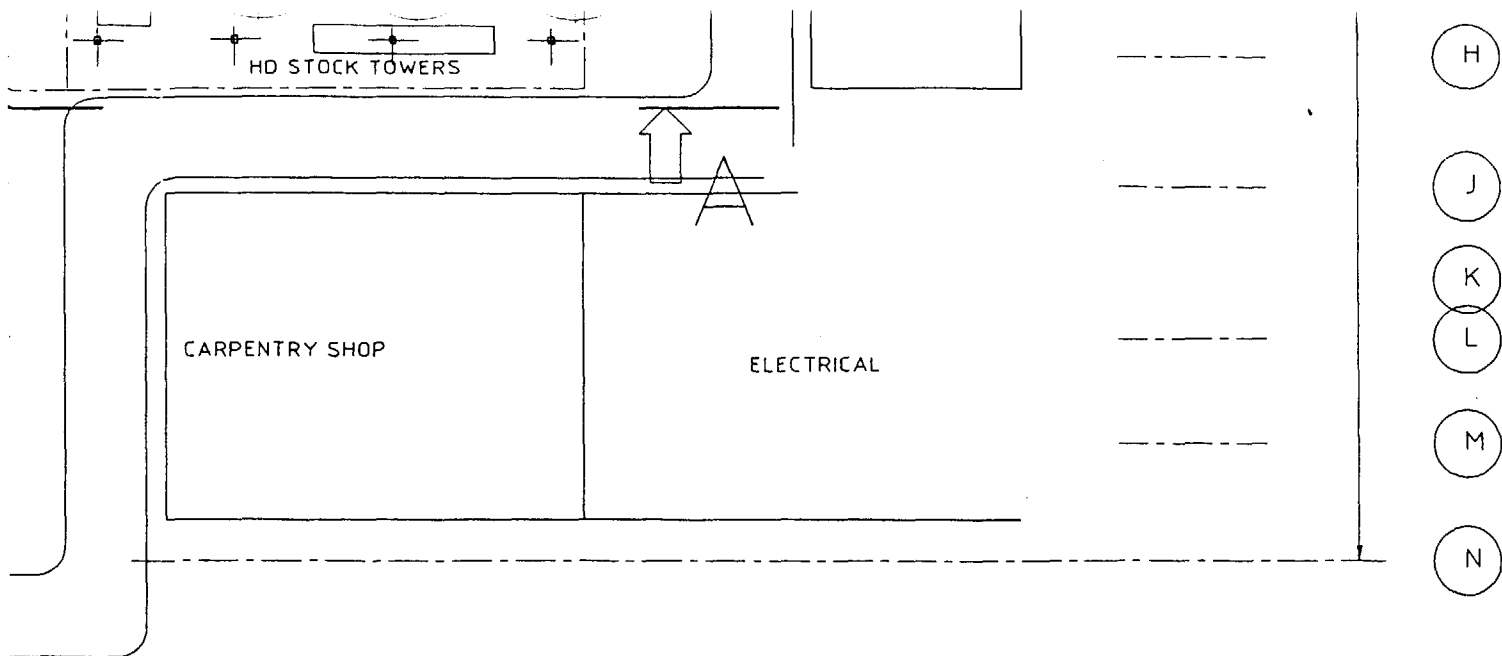 HD STOCK TOWERS
H
A
J
K
L
CARPENTRY SHOP
ELECTRICAL
M
N